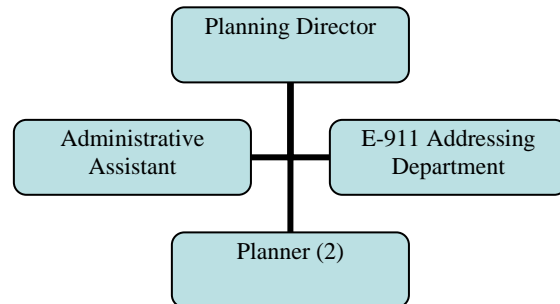 Planning Director
Administrative
Assistant
E-911 Addressing
Department
Planner (2)